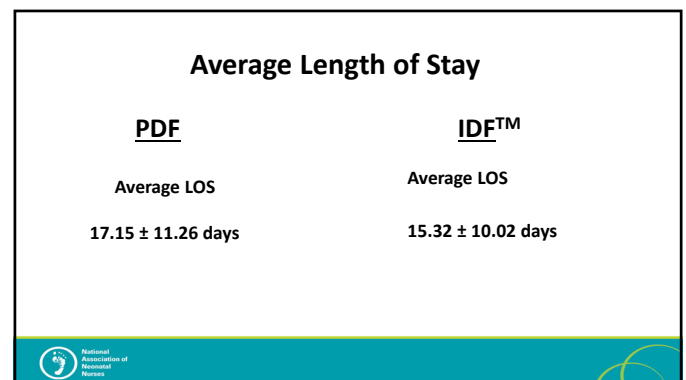 Average Length of Stay
PDF
IDF™
Average LOS
Average LOS
17.15 ± 11.26 days
15.32 ± 10.02 days
National
Association of
Neonatal
Nurses